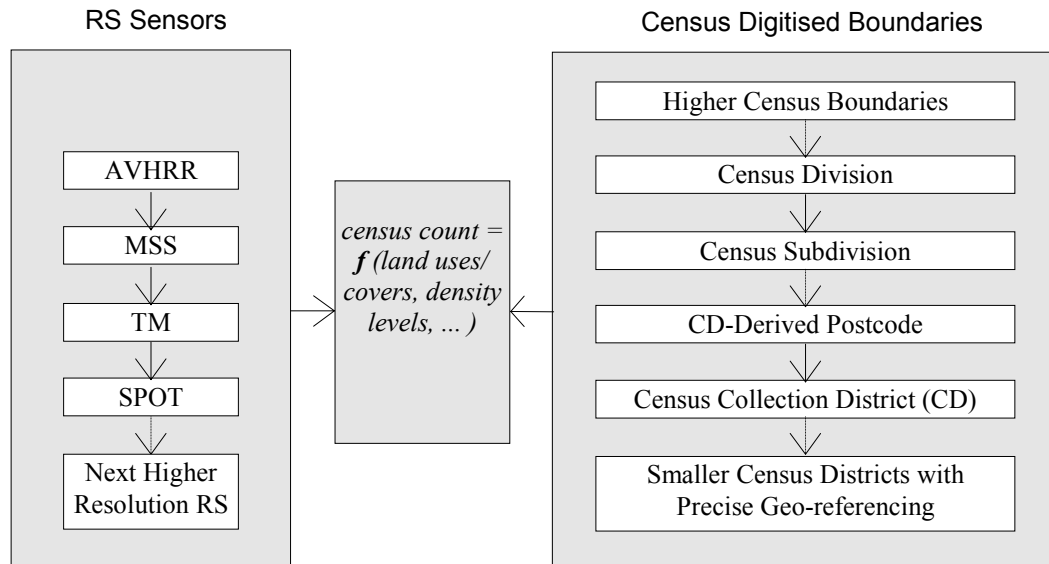 RS Sensors
AVHRR
MSS
TM
SPOT
Next Higher
Resolution RS
census count =
f (land uses/
covers, density
levels, ... )
Census Digitised Boundaries
Higher Census Boundaries
Census Division
Census Subdivision
CD-Derived Postcode
Census Collection District (CD)
Smaller Census Districts with
Precise Geo-referencing